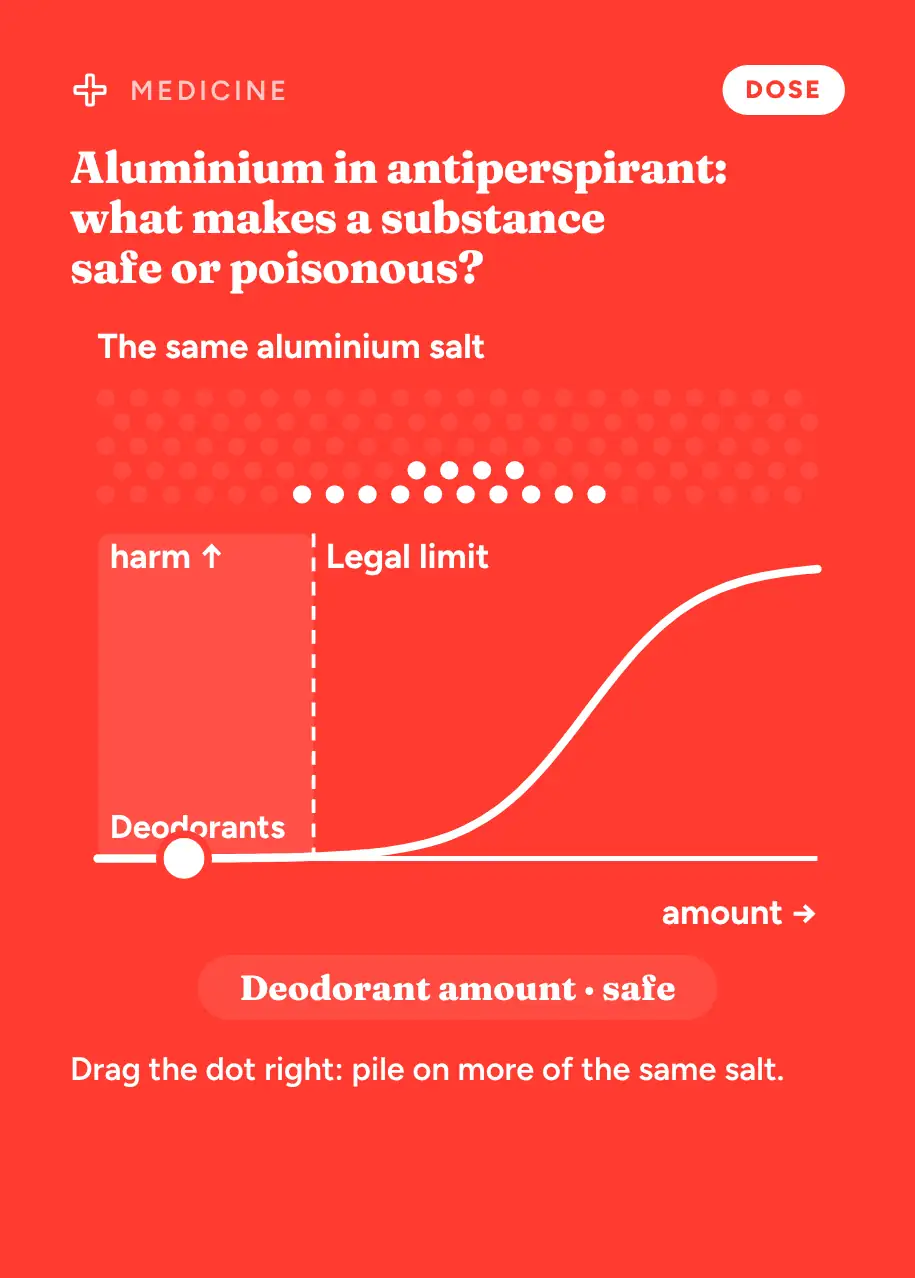 MEDICINE
DOSE
Aluminium in antiperspirant:
what makes a substance
safe or poisonous?
The same aluminium salt
harm ↑
Legal limit
Deodorants
amount →
Deodorant amount · safe
Drag the dot right: pile on more of the same salt.